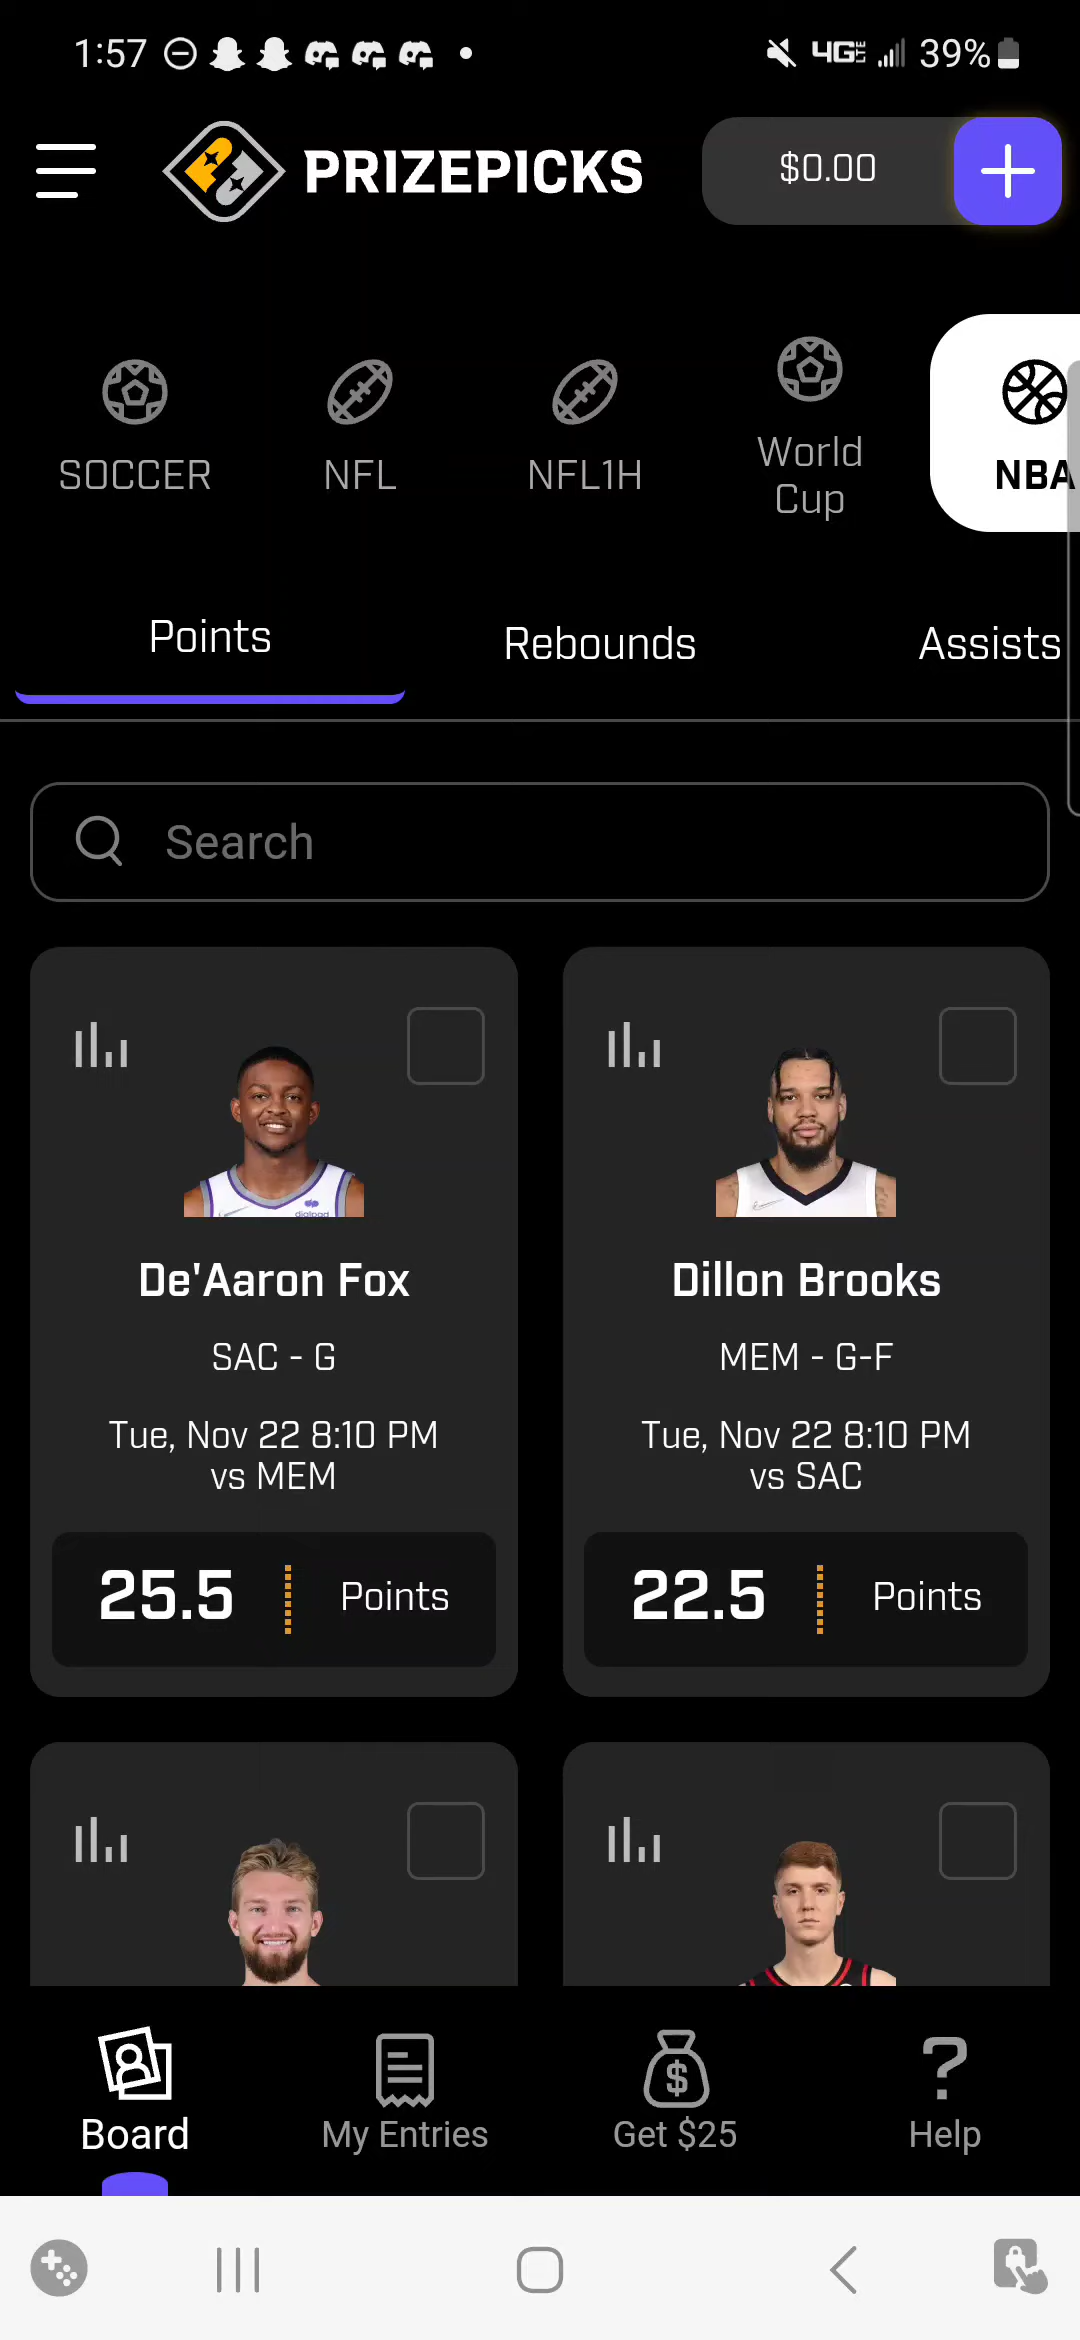 1:57 4G LTE 39%
PRIZEPICKS $0.00
SOCCER NFL NFL1H World Cup NBA
Points Rebounds Assists
Search
De'Aaron Fox
SAC - G
Tue, Nov 22 8:10 PM
vs MEM
25.5 Points
Dillon Brooks
MEM - G-F
Tue, Nov 22 8:10 PM
vs SAC
22.5 Points
dialpad
Board My Entries Get $25 Help